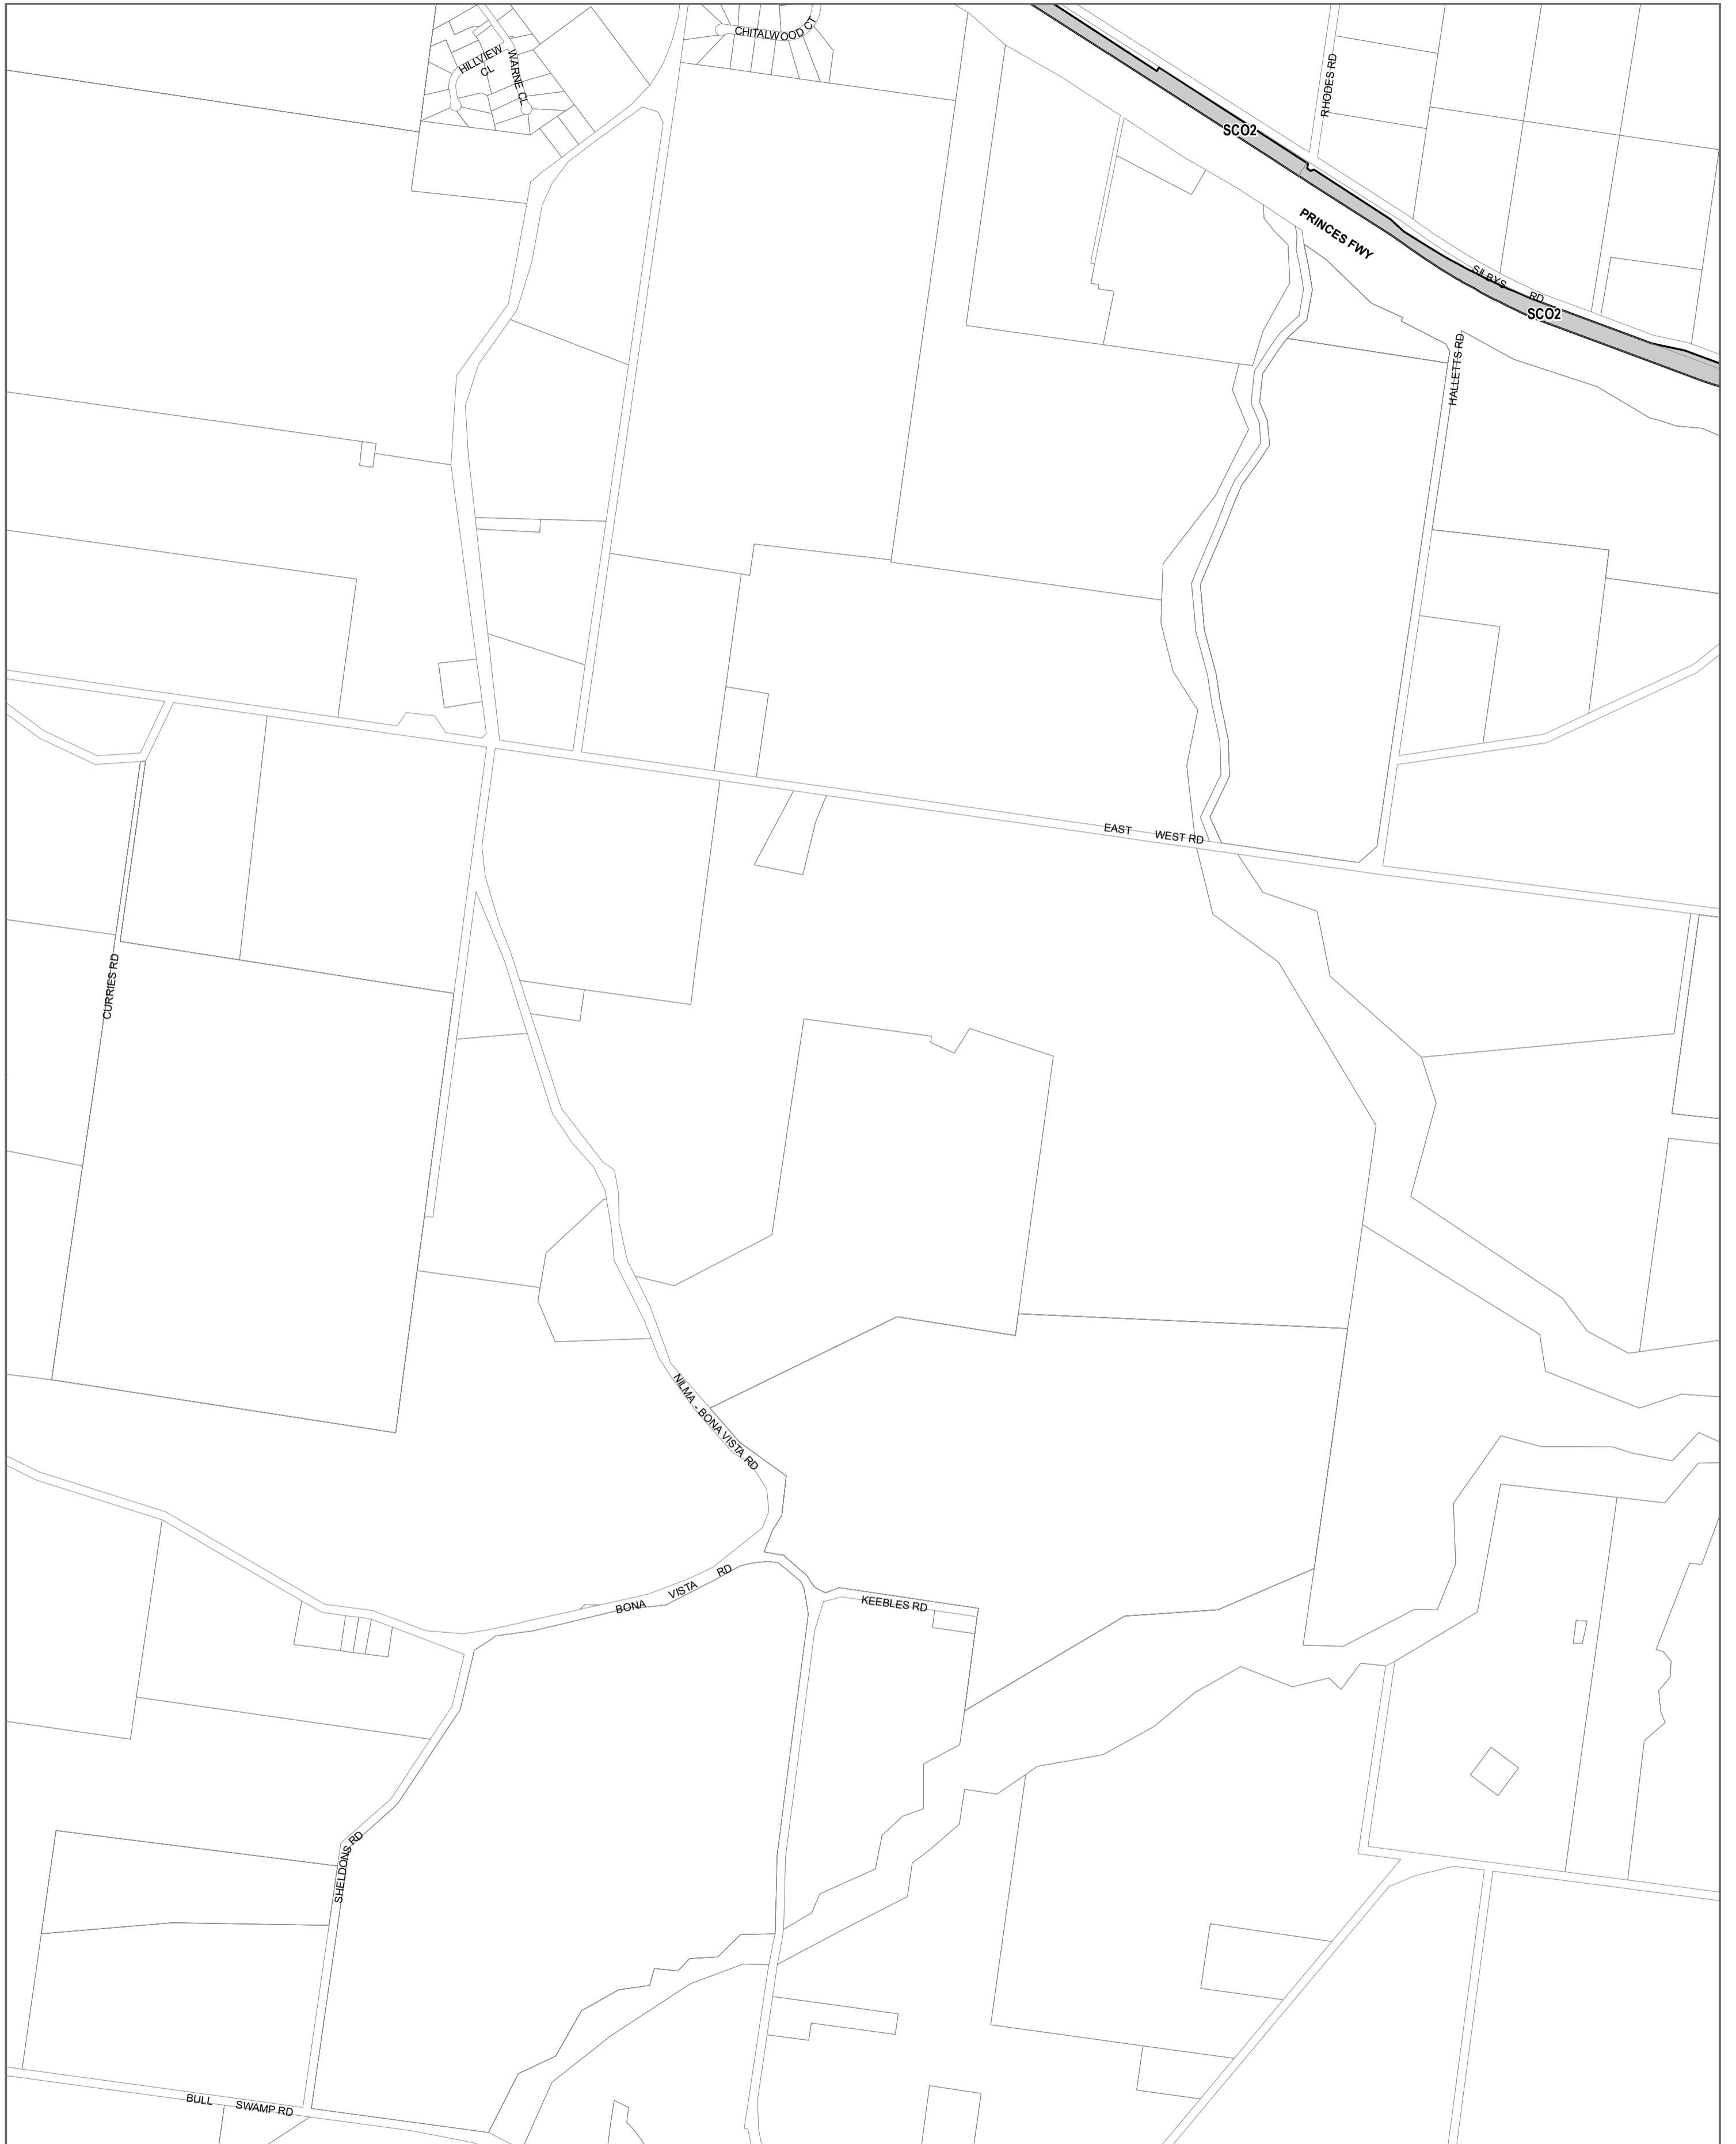 CHITALWOOD CT
HILLVIEW
CL
WARNE CL
RHODES RD
SCO2
PRINCES FWY
SILBYS RD
SCO2
HALLETTS RD
EAST WEST RD
CURRIES RD
NILMA - BONA VISTA RD
BONA VISTA RD
KEEBLES RD
SHELDONS RD
BULL SWAMP RD